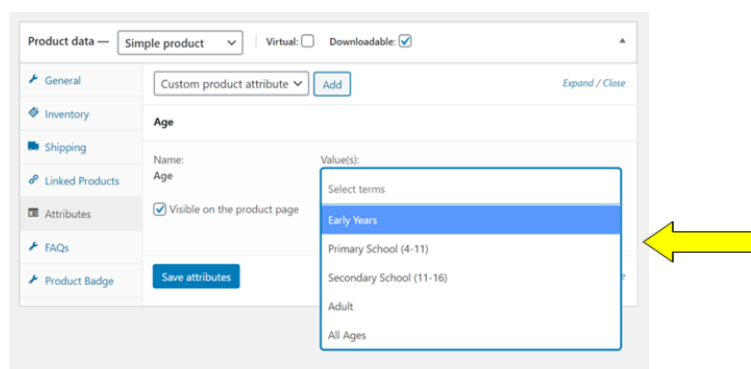 Product data — Simple product Virtual: Downloadable:
General
Custom product attribute Add Expand / Close
Inventory
Age
Shipping
Name:
Value(s):
Linked Products
Age
Select terms
Attributes
Visible on the product page
Early Years
FAQs
Primary School (4-11)
Product Badge
Save attributes
Secondary School (11-16)
Adult
All Ages